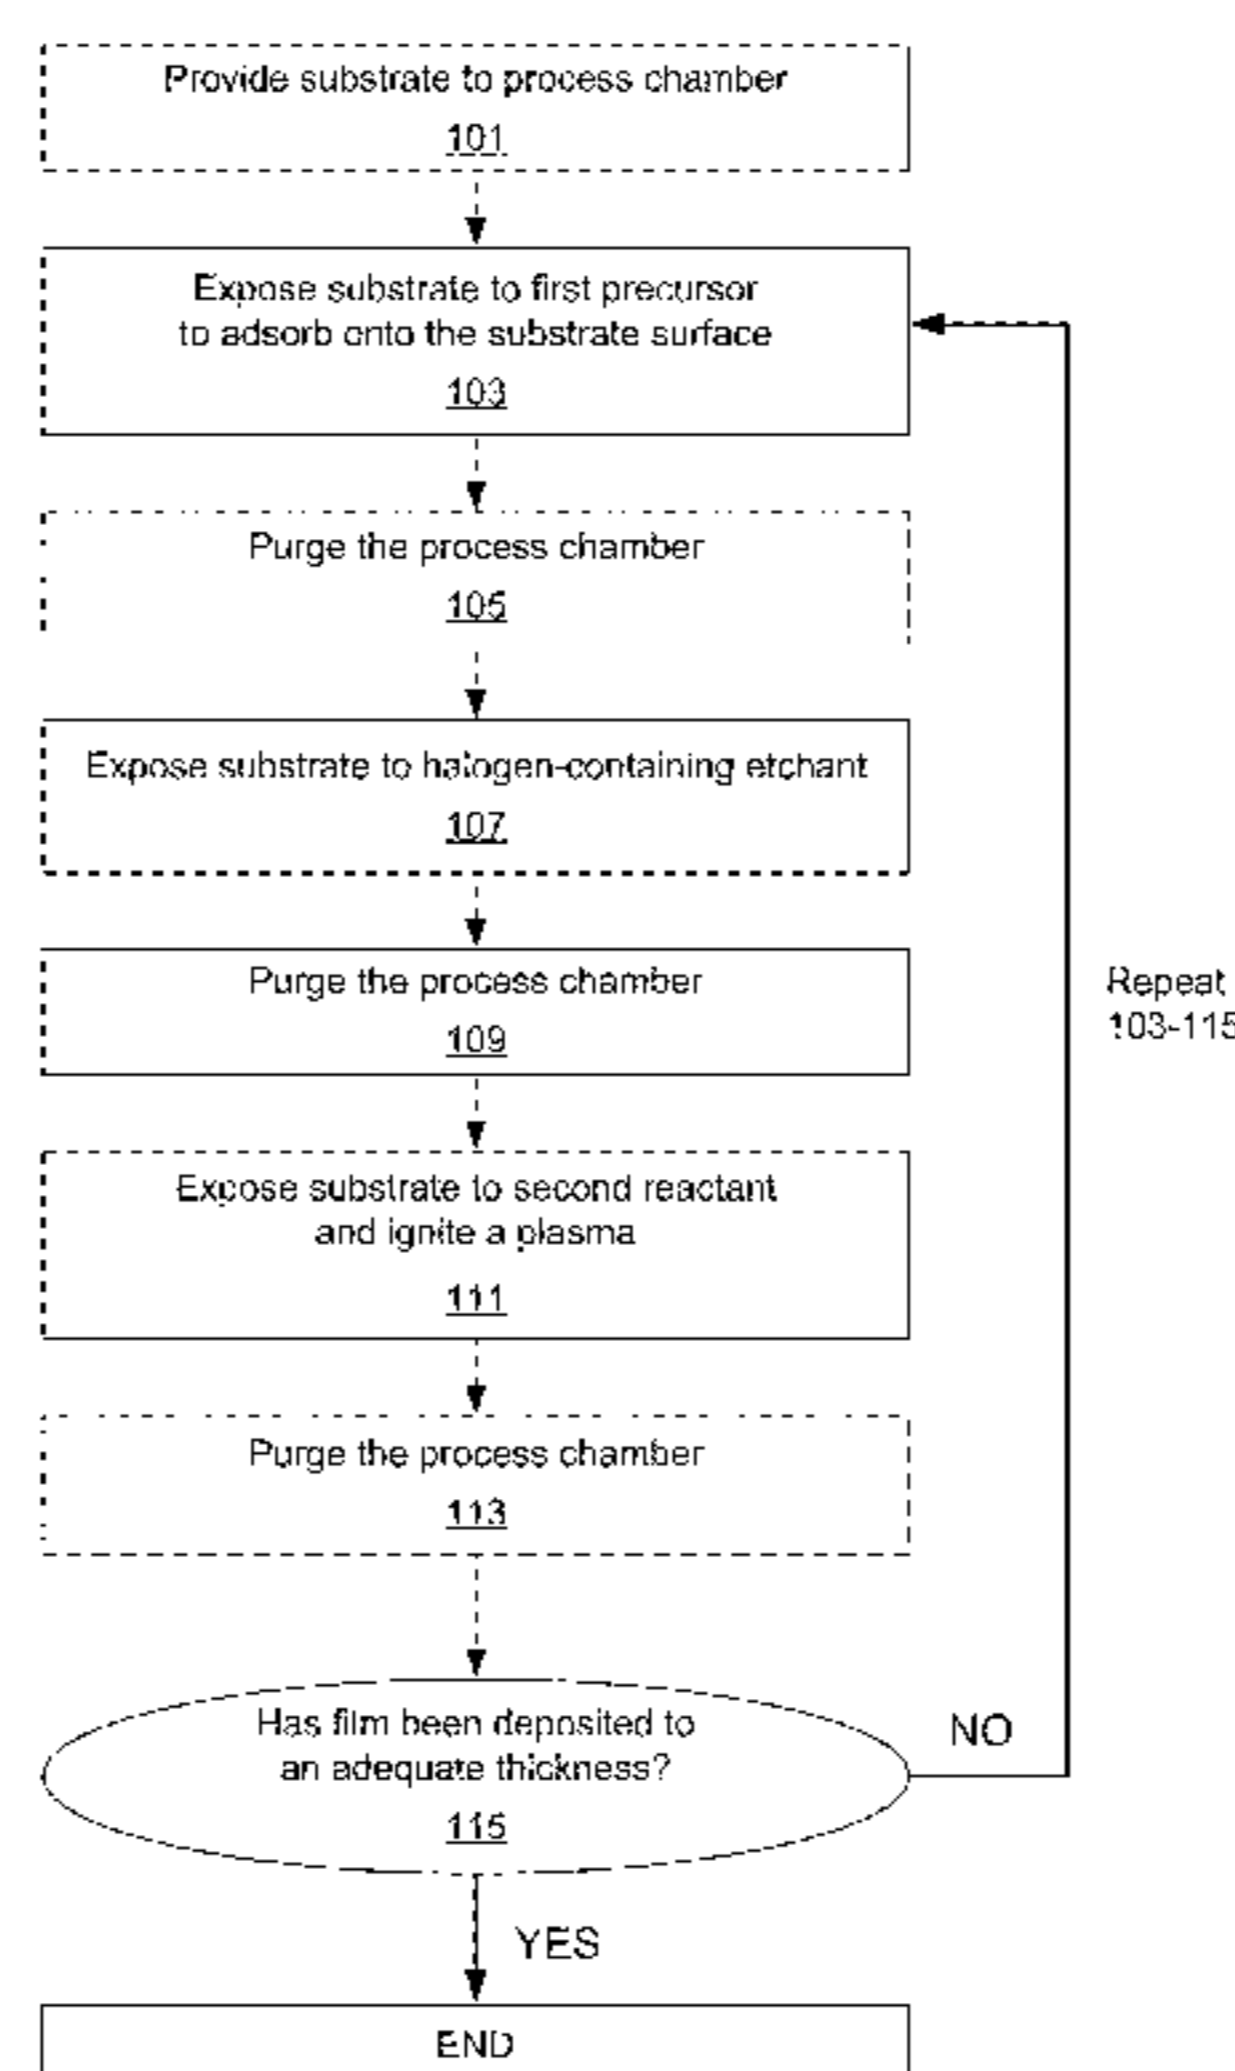 Provide substrate to process chamber
101
Expose substrate to first precursor
to adsorb onto the substrate surface
103
Purge the process chamber
105
Expose substrate to halogen-containing etchant
107
Purge the process chamber
109
Expose substrate to second reactant
and ignite a plasma
111
Purge the process chamber
113
Has film been deposited to
an adequate thickness?
115
NO
Repeat
103-115
YES
END